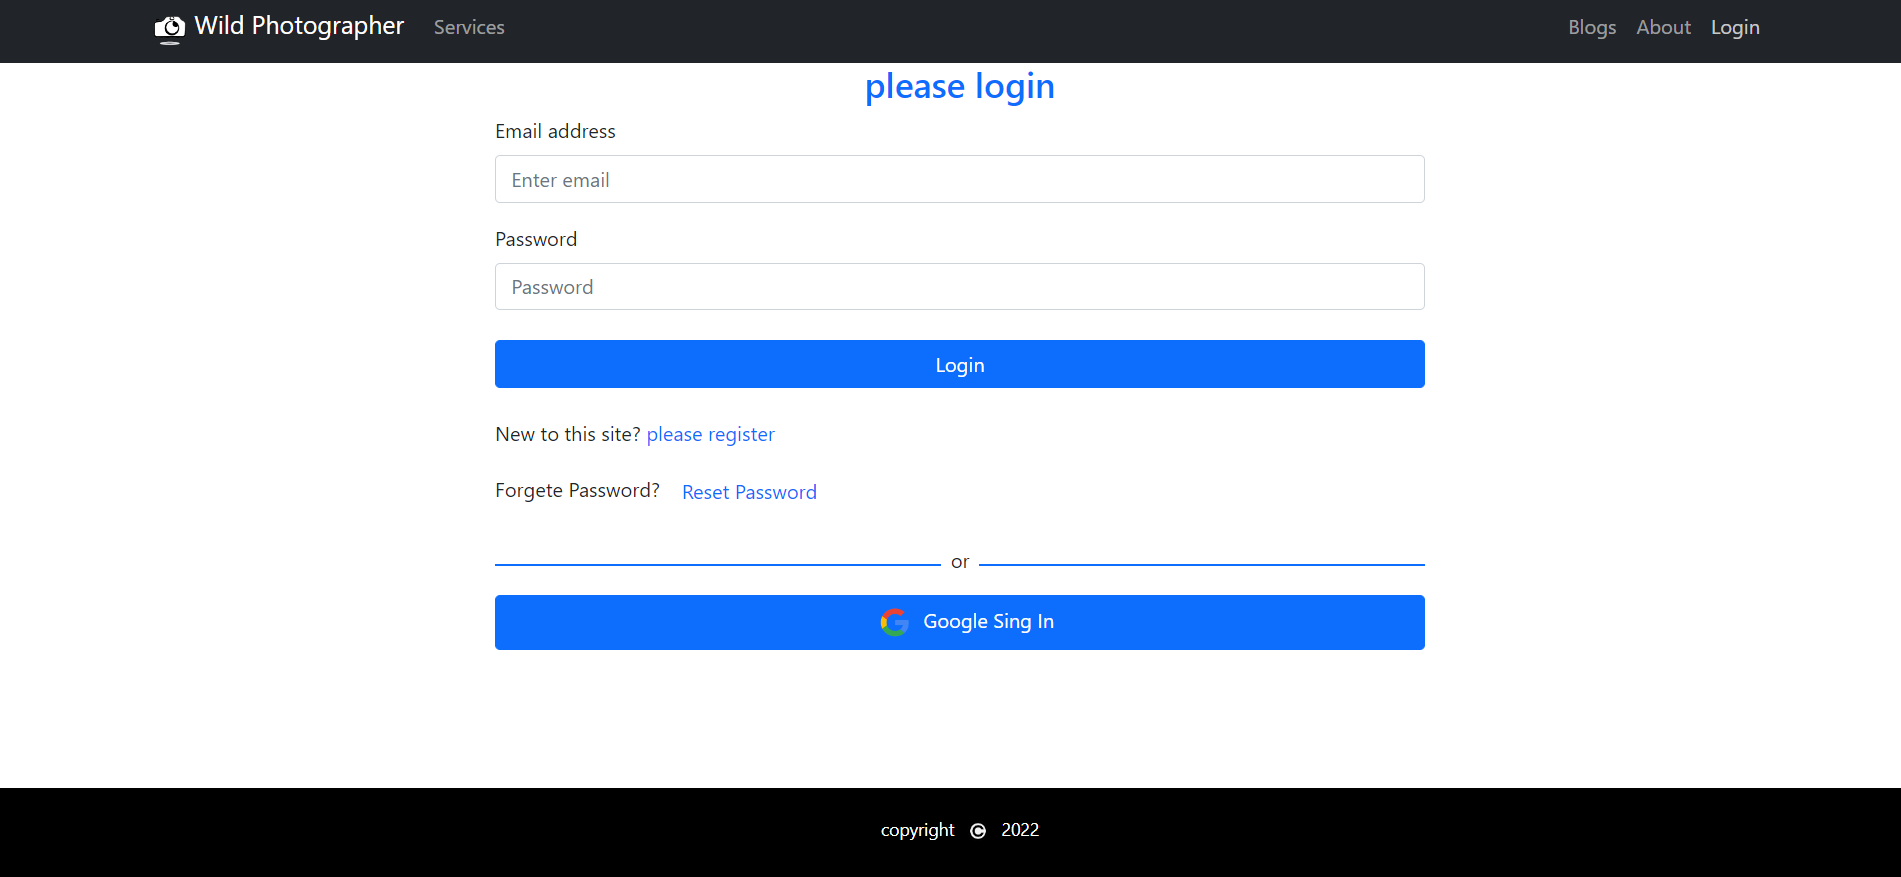 Wild Photographer Services Blogs About Login
please login
Email address
Enter email
Password
Password
Login
New to this site? please register
Forgete Password? Reset Password
or
Google Sing In
copyright © 2022